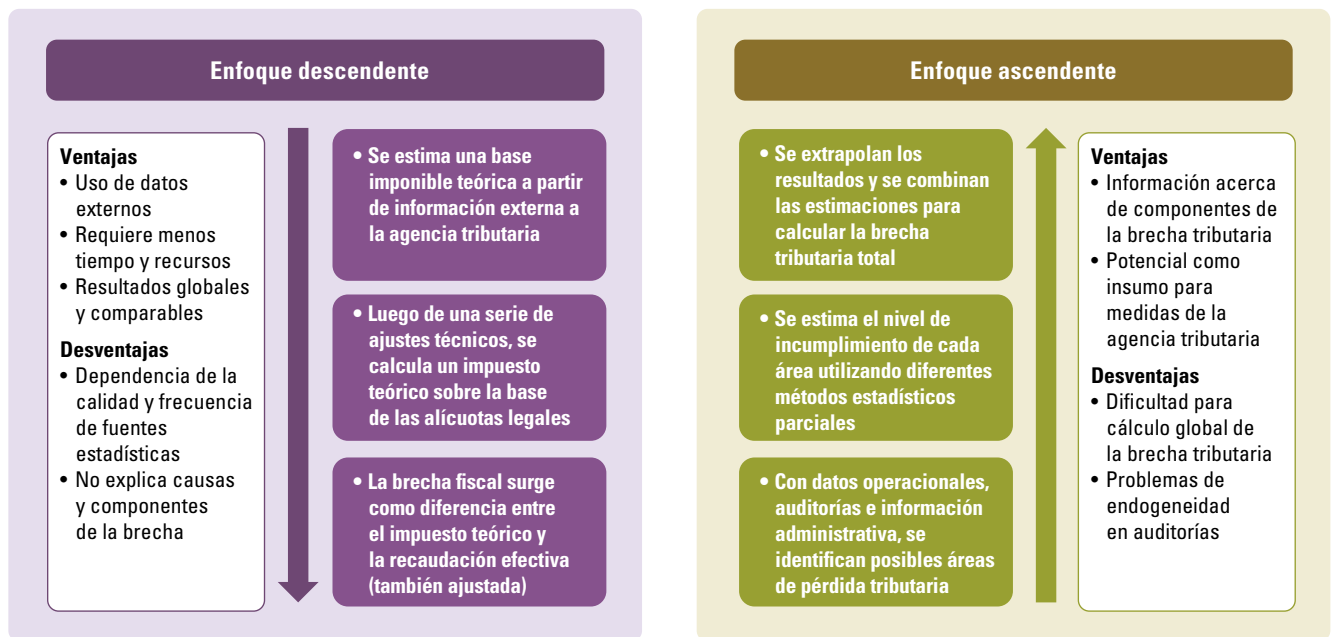 Enfoque descendente
Ventajas
• Uso de datos
externos
• Requiere menos
tiempo y recursos
• Resultados globales
y comparables
Desventajas
• Dependencia de la
calidad y frecuencia
de fuentes
estadísticas
• No explica causas
y componentes
de la brecha
• Se estima una base
imponible teórica a partir
de información externa a
la agencia tributaria
• Luego de una serie de
ajustes técnicos, se
calcula un impuesto
teórico sobre la base
de las alícuotas legales
• La brecha fiscal surge
como diferencia entre
el impuesto teórico y
la recaudación efectiva
(también ajustada)
Enfoque ascendente
• Se extrapolan los
resultados y se combinan
las estimaciones para
calcular la brecha
tributaria total
• Se estima el nivel de
incumplimiento de cada
área utilizando diferentes
métodos estadísticos
parciales
• Con datos operacionales,
auditorías e información
administrativa, se
identifican posibles áreas
de pérdida tributaria
Ventajas
• Información acerca
de componentes de
la brecha tributaria
• Potencial como
insumo para
medidas de la
agencia tributaria
Desventajas
• Dificultad para
cálculo global de
la brecha tributaria
• Problemas de
endogeneidad
en auditorías